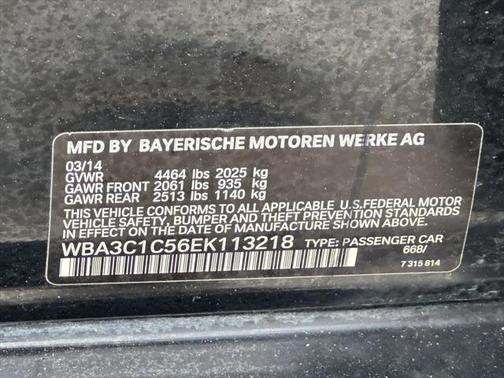 MFD BY BAYERISCHE MOTOREN WERKE AG
03/14
GVWR 4464 lbs 2025 kg
GAWR FRONT 2061 lbs 935 kg
GAWR REAR 2513 lbs 1140 kg
THIS VEHICLE CONFORMS TO ALL APPLICABLE U.S.FEDERAL MOTOR
VEHICLE SAFETY, BUMPER, AND THEFT PREVENTION STANDARDS
IN EFFECT ON THE DATE OF MANUFACTURE SHOWN ABOVE.
WBA3C1C56EK113218 TYPE: PASSENGER CAR
668/
7 315 814